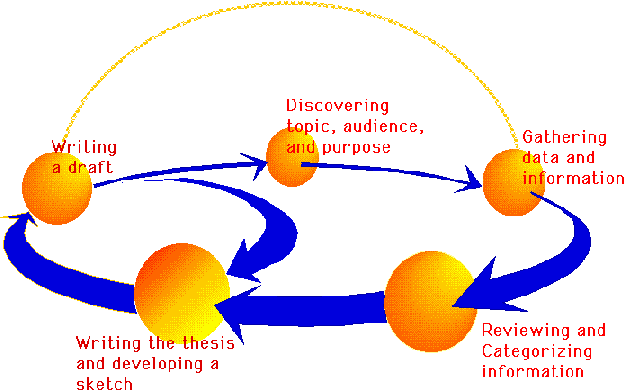 Discovering
topic, audience,
and purpose
Writing
a draft
Gathering
data and
information
Writing the thesis
and developing a
sketch
Reviewing and
Categorizing
information